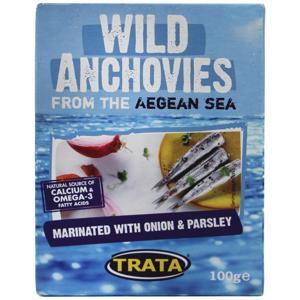 WILD
ANCHOVIES
FROM THE AEGEAN SEA
NATURAL SOURCE OF
CALCIUM &
OMEGA-3
FATTY ACIDS
MARINATED WITH ONION & PARSLEY
TRATA
100ge